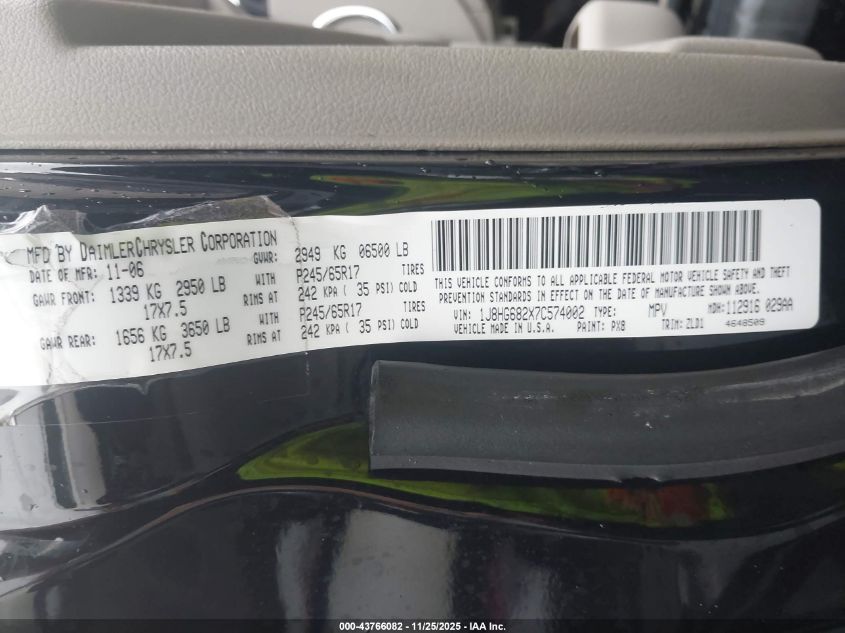 MFD BY DAIMLERCHRYSLER CORPORATION
DATE OF MFR: 11-06 GVWR: 2949 KG 06500 LB
GAWR FRONT: 1339 KG 2950 LB WITH P245/65R17 TIRES
17X7.5 RIMS AT 242 KPA ( 35 PSI) COLD
GAWR REAR: 1656 KG 3650 LB WITH P245/65R17 TIRES
17X7.5 RIMS AT 242 KPA ( 35 PSI) COLD
THIS VEHICLE CONFORMS TO ALL APPLICABLE FEDERAL MOTOR VEHICLE SAFETY AND THEFT
PREVENTION STANDARDS IN EFFECT ON THE DATE OF MANUFACTURE SHOWN ABOVE.
VIN: 1J8HG682X7C574002 TYPE: MPV MDH: 112916 029AA
VEHICLE MADE IN U.S.A. PAINT: PX8 TRIM: ZLD1 4648509
000-43766082 - 11/25/2025 - IAA Inc.